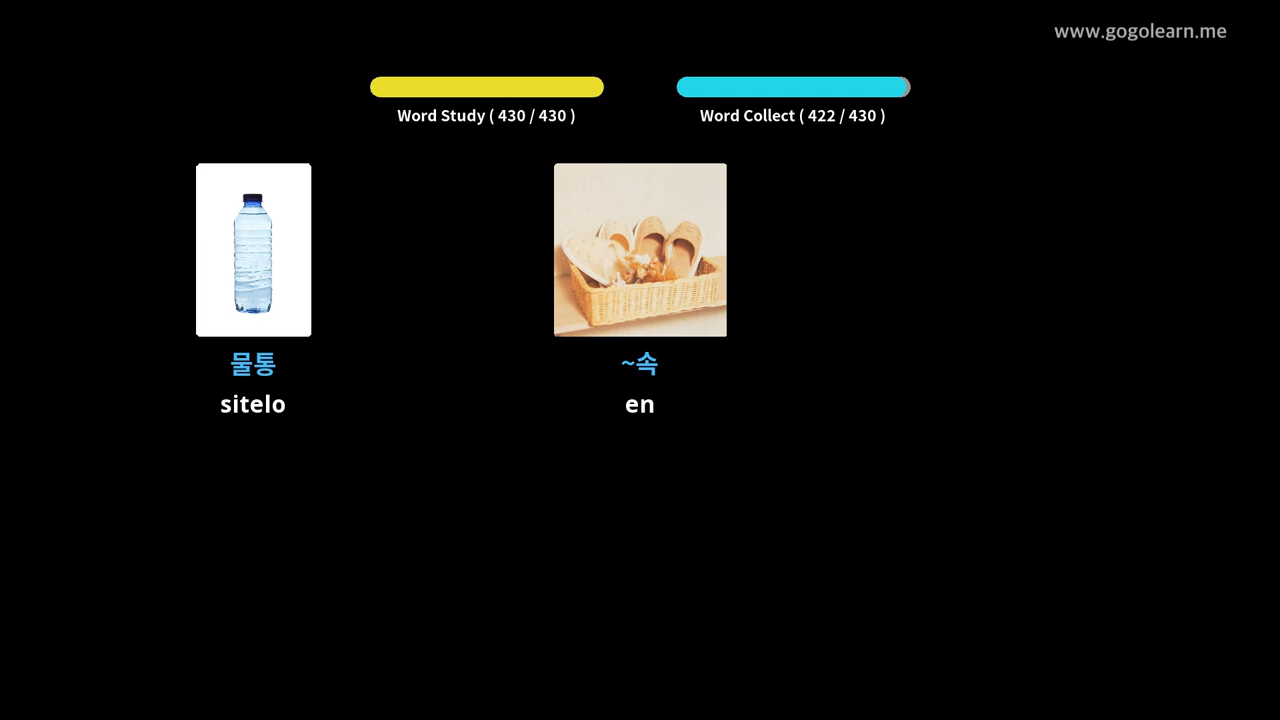 www.gogolearn.me
Word Study ( 430 / 430 )
Word Collect ( 422 / 430 )
물통
sitelo
~속
en